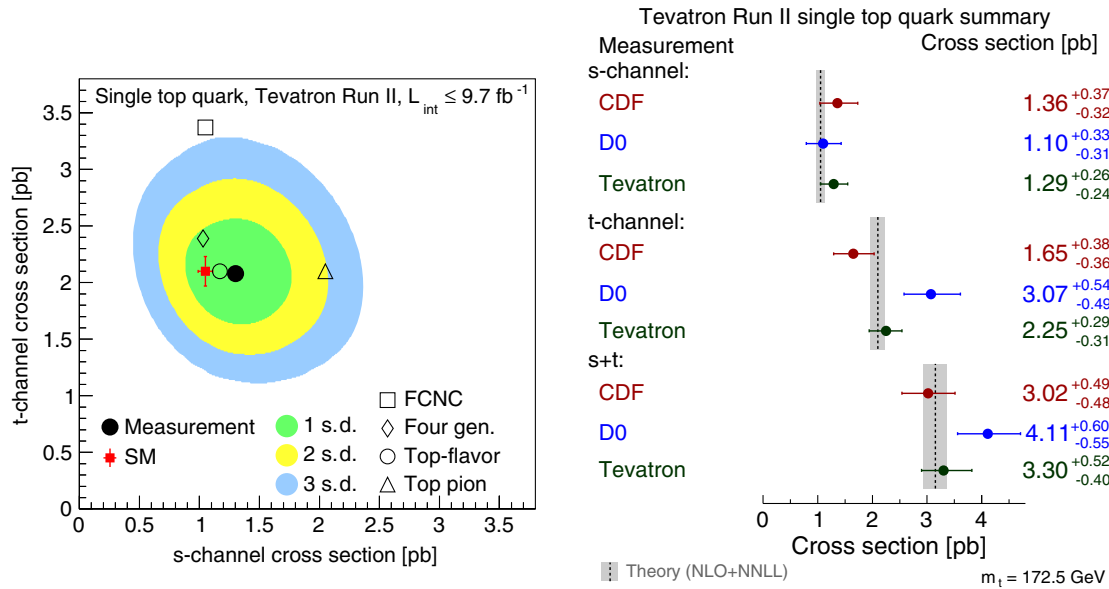 Single top quark, Tevatron Run II, L_int ≤ 9.7 fb⁻¹
t-channel cross section [pb]
3.5
3
2.5
2
1.5
1
0.5
0
FCNC
Measurement 1 s.d. Four gen.
SM 2 s.d. Top-flavor
3 s.d. Top pion
0 0.5 1 1.5 2 2.5 3 3.5
s-channel cross section [pb]
Tevatron Run II single top quark summary
Measurement Cross section [pb]
s-channel:
CDF 1.36 +0.37 -0.32
D0 1.10 +0.33 -0.31
Tevatron 1.29 +0.26 -0.24
t-channel:
CDF 1.65 +0.38 -0.36
D0 3.07 +0.54 -0.49
Tevatron 2.25 +0.29 -0.31
s+t:
CDF 3.02 +0.49 -0.48
D0 4.11 +0.60 -0.55
Tevatron 3.30 +0.52 -0.40
0 1 2 3 4
Cross section [pb]
Theory (NLO+NNLL)
m_t = 172.5 GeV